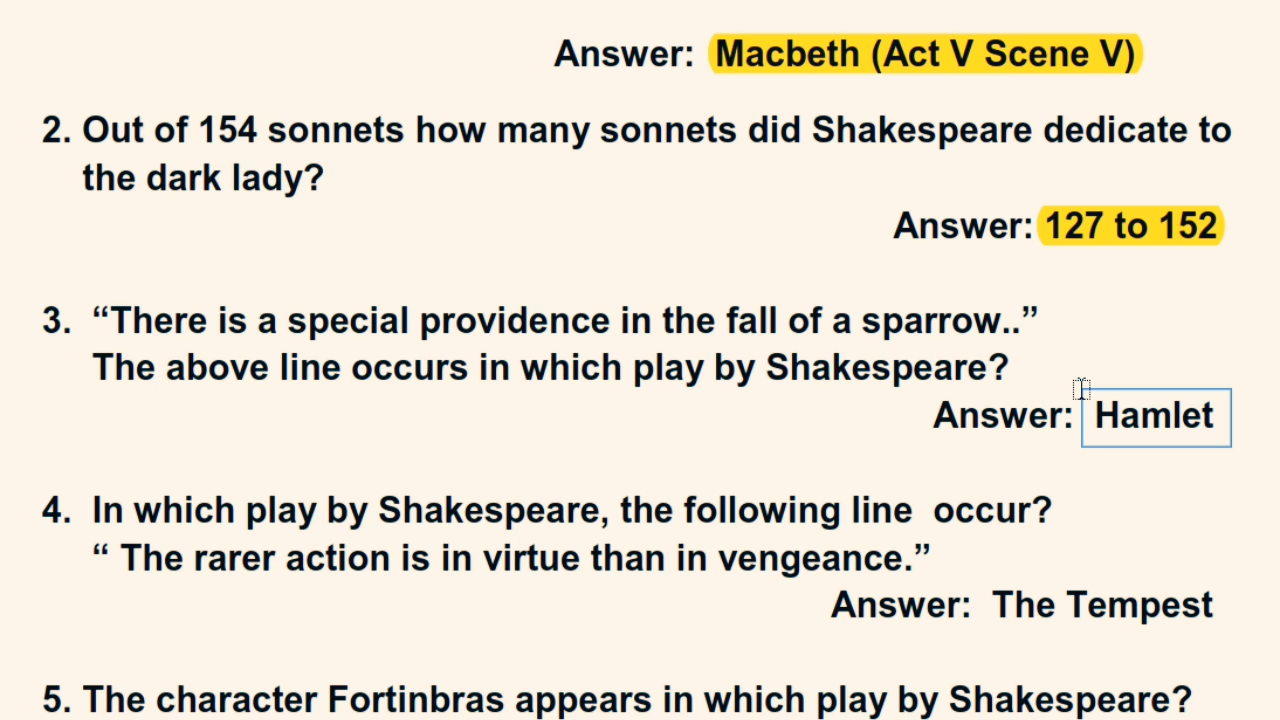 Answer: Macbeth (Act V Scene V)
2. Out of 154 sonnets how many sonnets did Shakespeare dedicate to
the dark lady?
Answer: 127 to 152
3. “There is a special providence in the fall of a sparrow..”
The above line occurs in which play by Shakespeare?
Answer: Hamlet
4. In which play by Shakespeare, the following line occur?
“ The rarer action is in virtue than in vengeance.”
Answer: The Tempest
5. The character Fortinbras appears in which play by Shakespeare?